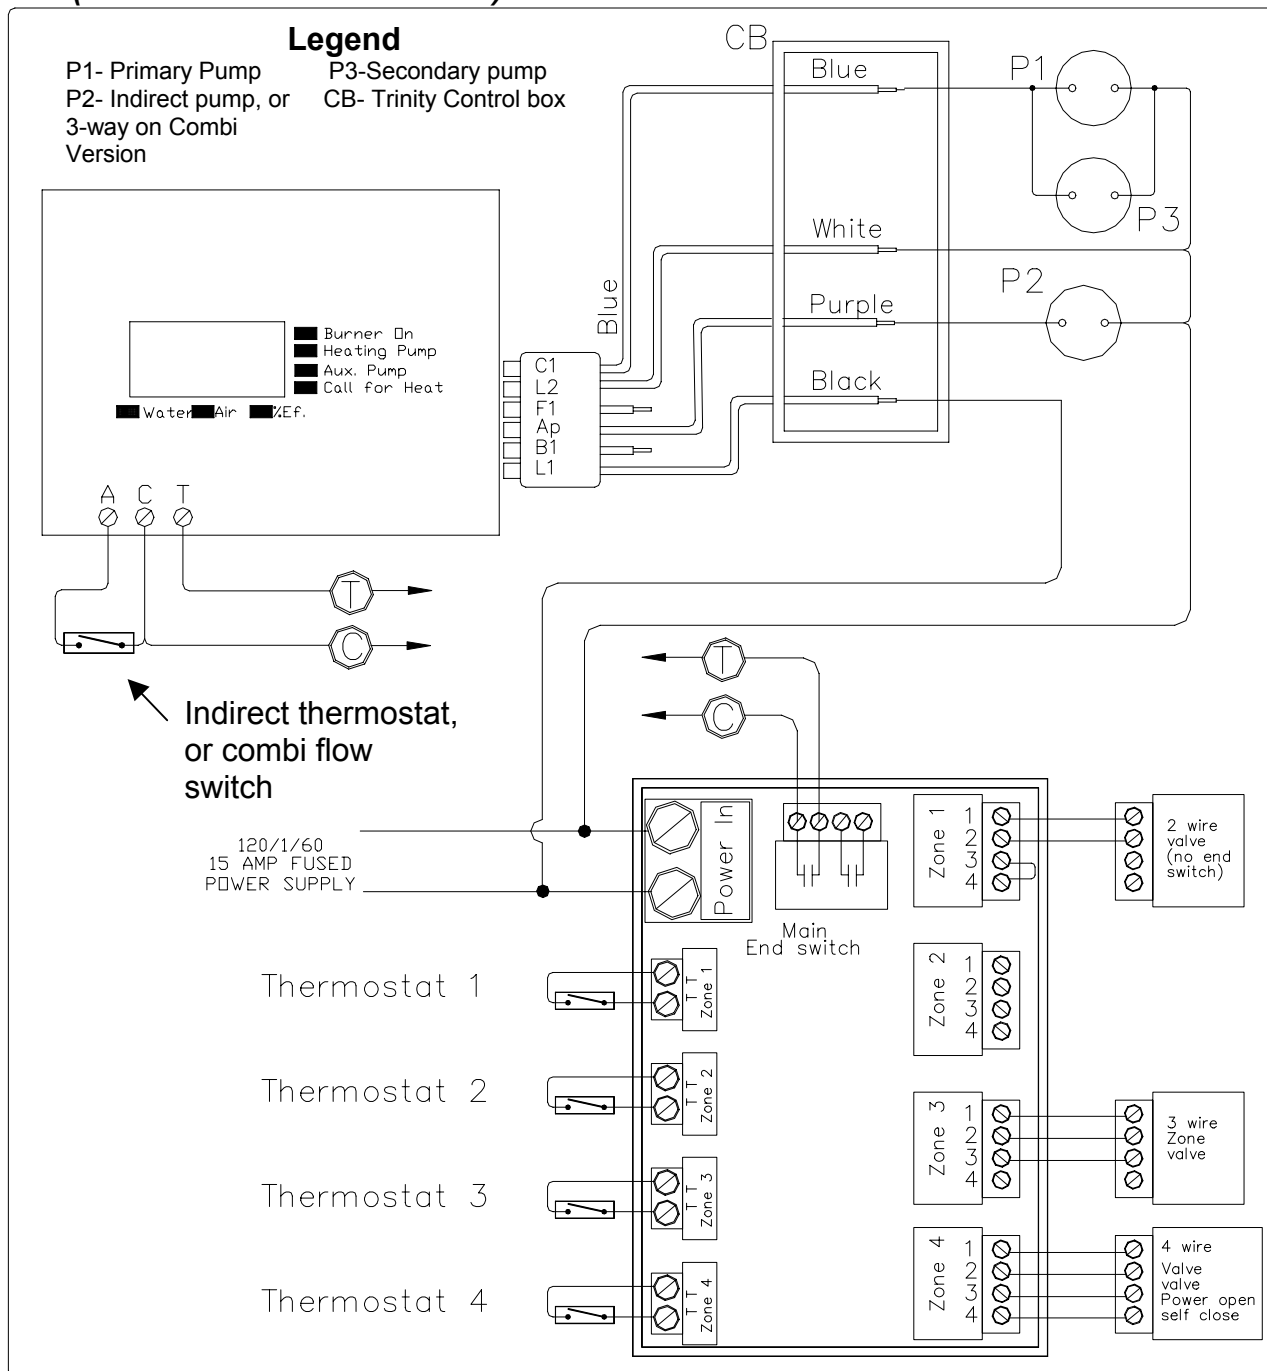 Legend
P1- Primary Pump
P3-Secondary pump
P2- Indirect pump, or
CB- Trinity Control box
3-way on Combi
Version
CB
Blue
P1
P3
White
Purple
P2
Black
Blue
Burner On
Heating Pump
Aux. Pump
Call for Heat
Water Air %Ef.
C1
L2
F1
Ap
B1
L1
A C T
T
C
Indirect thermostat,
or combi flow
switch
T
C
120/1/60
15 AMP FUSED
POWER SUPPLY
Power In
Main
End switch
Zone 1
1
2
3
4
2 wire
valve
(no end
switch)
Zone 2
1
2
3
4
Zone 3
1
2
3
4
3 wire
Zone
valve
Zone 4
1
2
3
4
4 wire
Valve
valve
Power open
self close
Thermostat 1
T T
Zone 1
Thermostat 2
T T
Zone 2
Thermostat 3
T T
Zone 3
Thermostat 4
T T
Zone 4